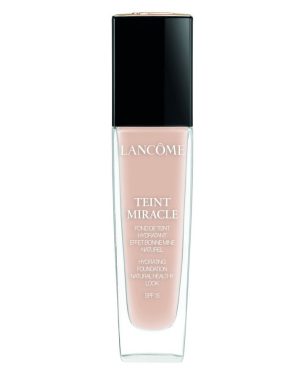 LANCÔME
TEINT
MIRACLE
FOND DE TEINT
HYDRATANT
EFFET BONNE MINE
NATUREL
HYDRATING
FOUNDATION
NATURAL HEALTHY
LOOK
SPF 15